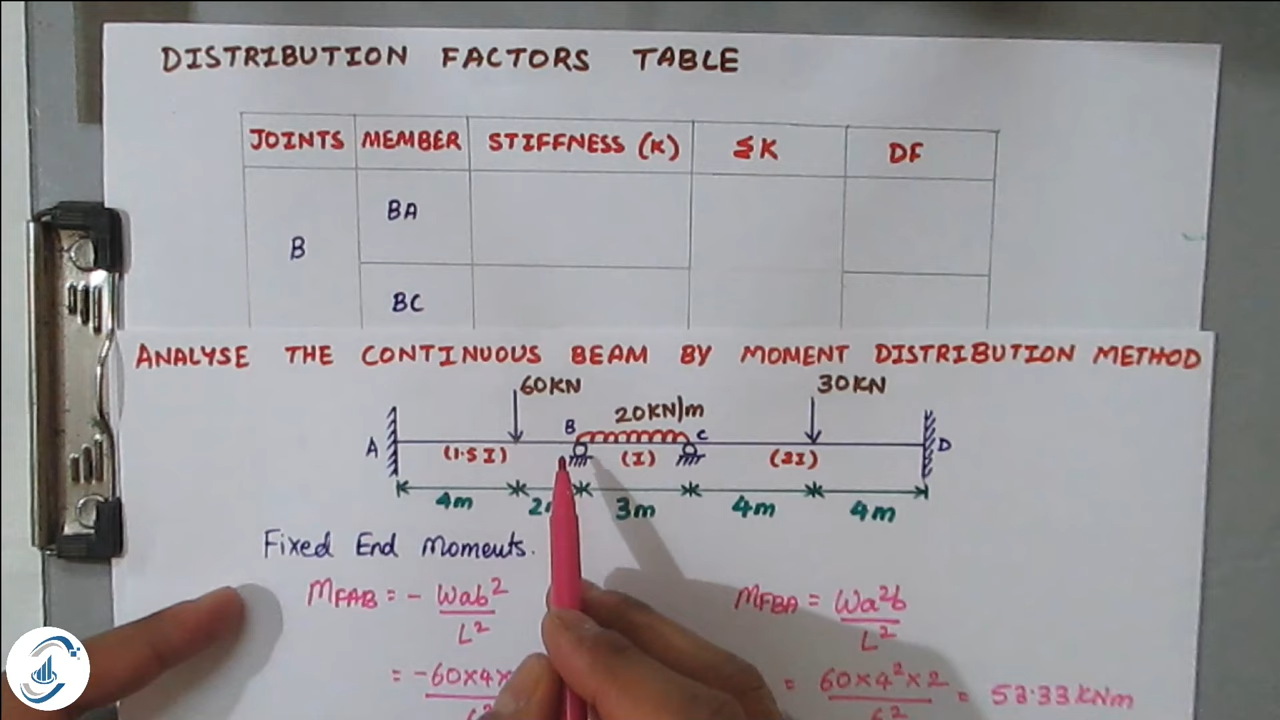 DISTRIBUTION FACTORS TABLE
JOINTS MEMBER STIFFNESS (K) ΣK DF
B BA
BC
ANALYSE THE CONTINUOUS BEAM BY MOMENT DISTRIBUTION METHOD
60KN 30KN
20KN/m
A B C D
(1.5I) (I) (2I)
4m 3m 4m 4m
Fixed End Moments.
MFAB = - Wab²/L² MFBA = Wa²b/L²
= -60×4× = 60×4²×2 = 53.33 KNm